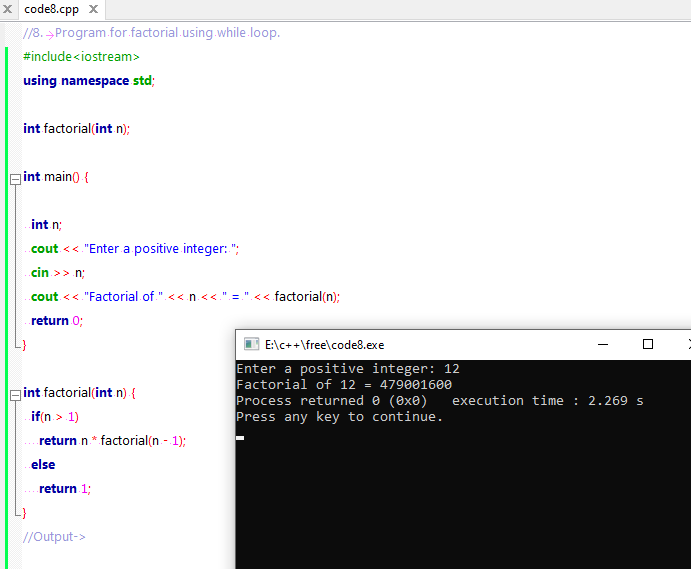 code8.cpp
//8. →Program for factorial using while loop.
#include<iostream>
using namespace std;
int factorial(int n);
int main() {
int n;
cout << "Enter a positive integer: ";
cin >> n;
cout << "Factorial of " << n << " = " << factorial(n);
return 0;
}
int factorial(int n) {
if(n > 1)
return n * factorial(n - 1);
else
return 1;
}
//Output->
E:\c++\free\code8.exe
Enter a positive integer: 12
Factorial of 12 = 479001600
Process returned 0 (0x0)   execution time : 2.269 s
Press any key to continue.